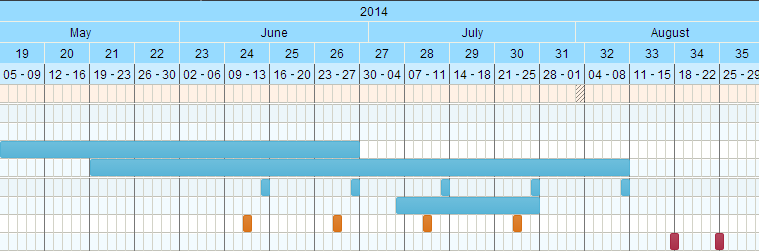 2014
May June July August
19 20 21 22 23 24 25 26 27 28 29 30 31 32 33 34 35
05 - 09 12 - 16 19 - 23 26 - 30 02 - 06 09 - 13 16 - 20 23 - 27 30 - 04 07 - 11 14 - 18 21 - 25 28 - 01 04 - 08 11 - 15 18 - 22 25 - 29